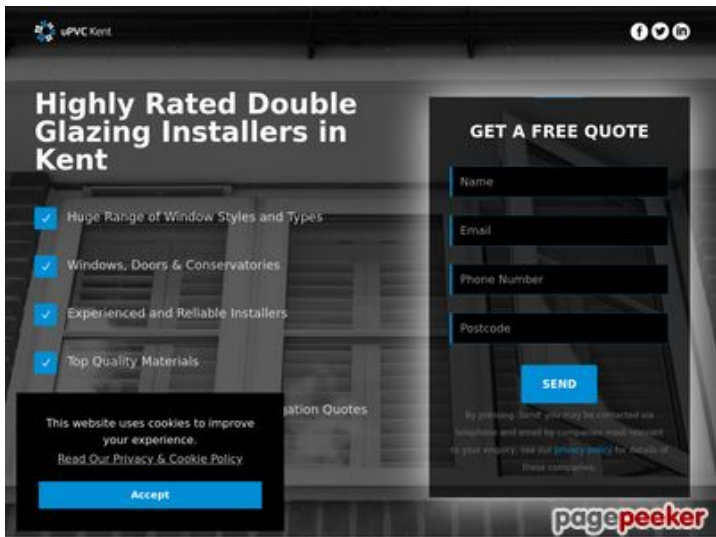 uPVC Kent
Highly Rated Double
Glazing Installers in
Kent
Huge Range of Window Styles and Types
Windows, Doors & Conservatories
Experienced and Reliable Installers
Top Quality Materials
gation Quotes
This website uses cookies to improve
your experience.
Read Our Privacy & Cookie Policy
Accept
GET A FREE QUOTE
Name
Email
Phone Number
Postcode
SEND
By pressing 'Send' you may be contacted via
telephone and email by companies most relevant
to your enquiry, see our privacy policy for details of
these companies.
pagepeeker